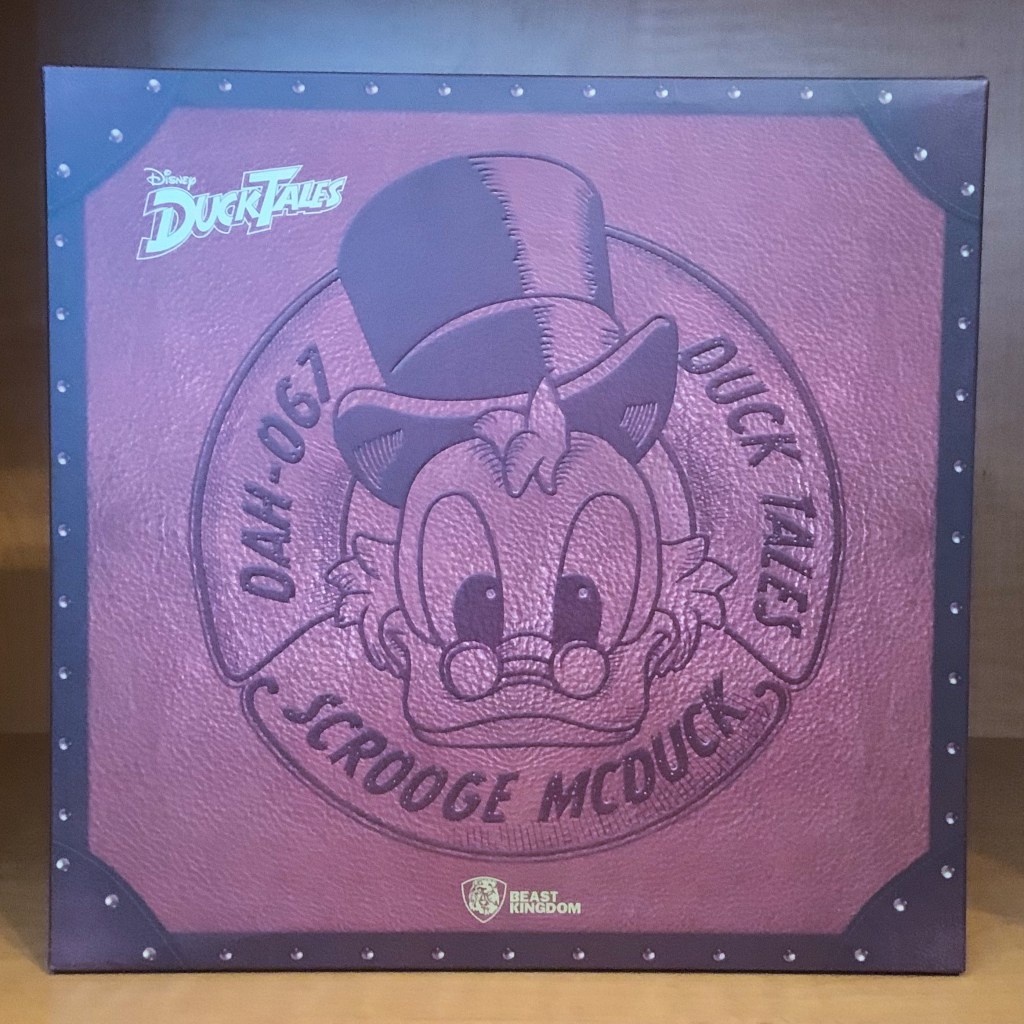 Disney
DUCKTALES
DAH-067
DUCK TALES
SCROOGE MCDUCK
BEAST
KINGDOM